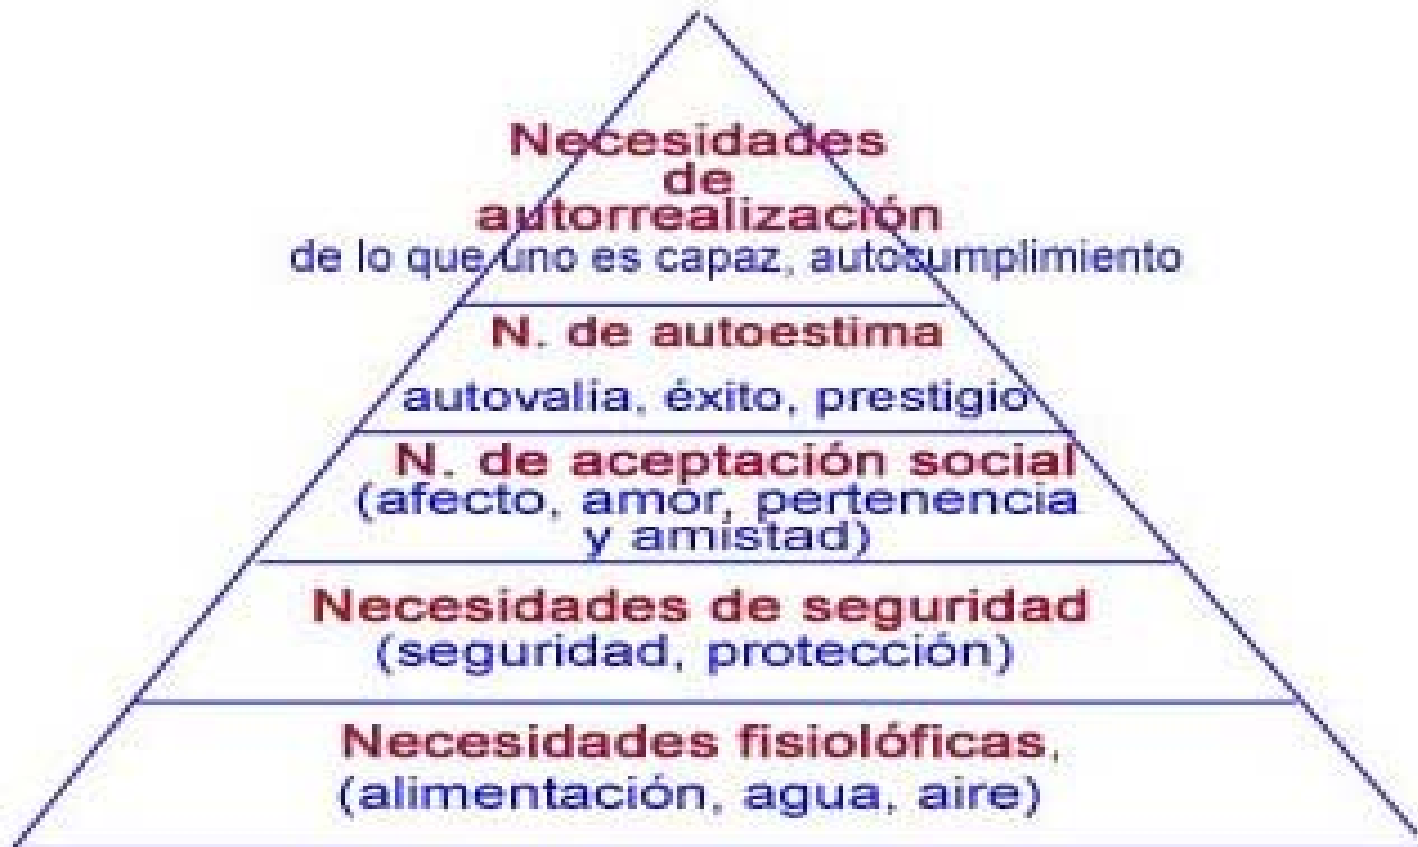 Necesidades
de
autorrealización
de lo que uno es capaz, autocumplimiento
N. de autoestima
autovalia, éxito, prestigio
N. de aceptación social
(afecto, amor, pertenencia
y amistad)
Necesidades de seguridad
(seguridad, protección)
Necesidades fisiolóficas,
(alimentación, agua, aire)